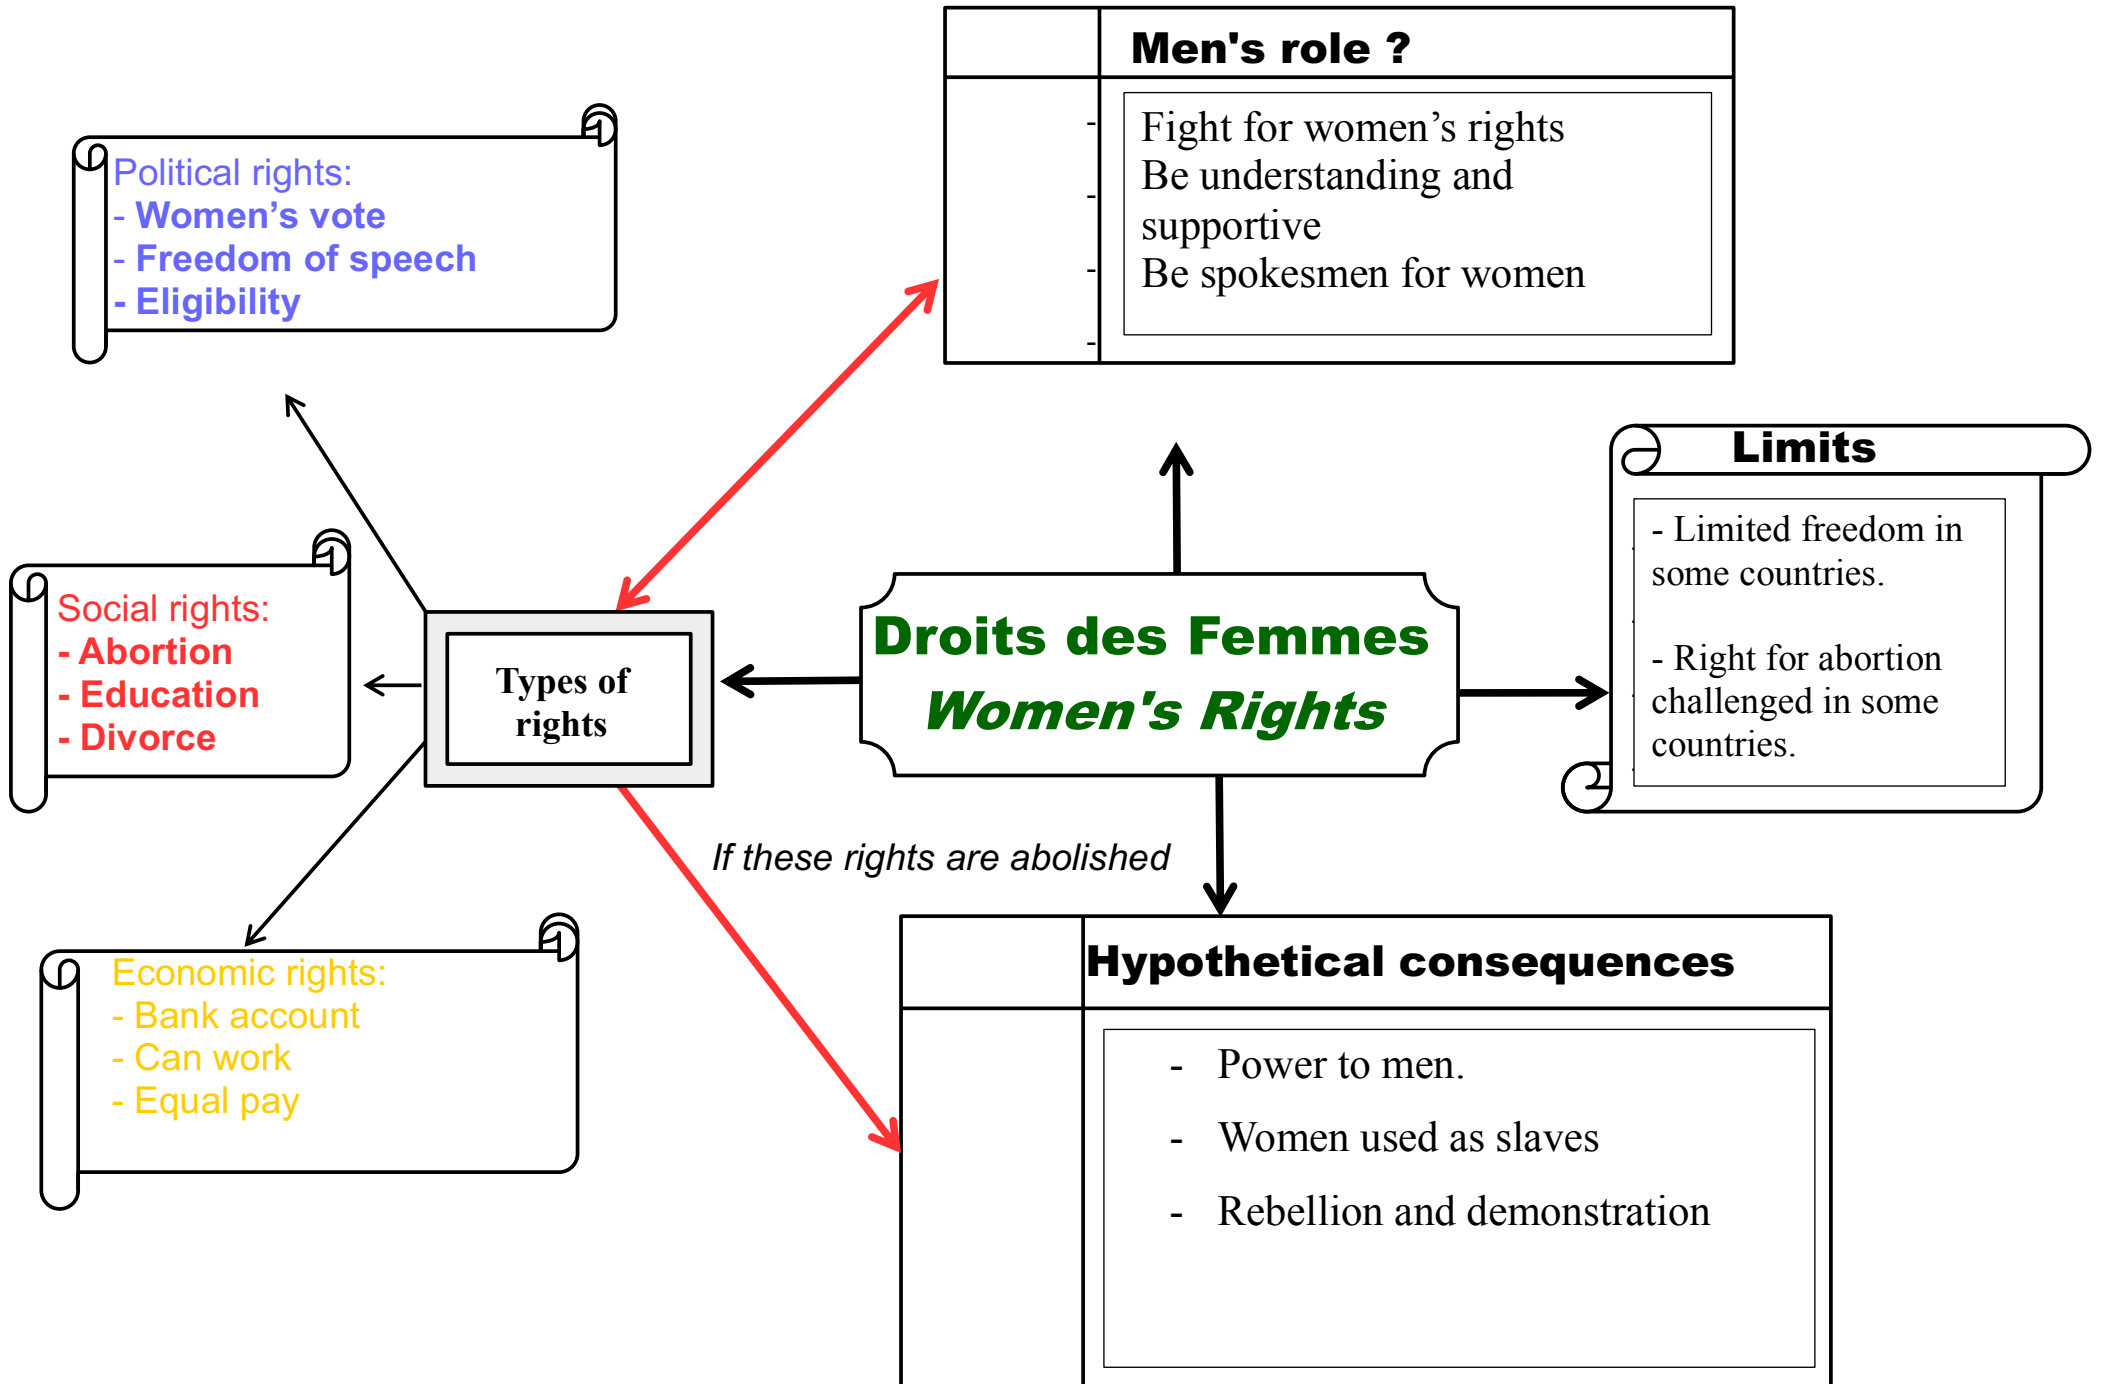 Men's role ?
- Fight for women’s rights
- Be understanding and
supportive
- Be spokesmen for women
-
Political rights:
- Women’s vote
- Freedom of speech
- Eligibility
Limits
- Limited freedom in
some countries.
- Right for abortion
challenged in some
countries.
Social rights:
- Abortion
- Education
- Divorce
Types of
rights
Droits des Femmes
Women's Rights
If these rights are abolished
Economic rights:
- Bank account
- Can work
- Equal pay
Hypothetical consequences
- Power to men.
- Women used as slaves
- Rebellion and demonstration